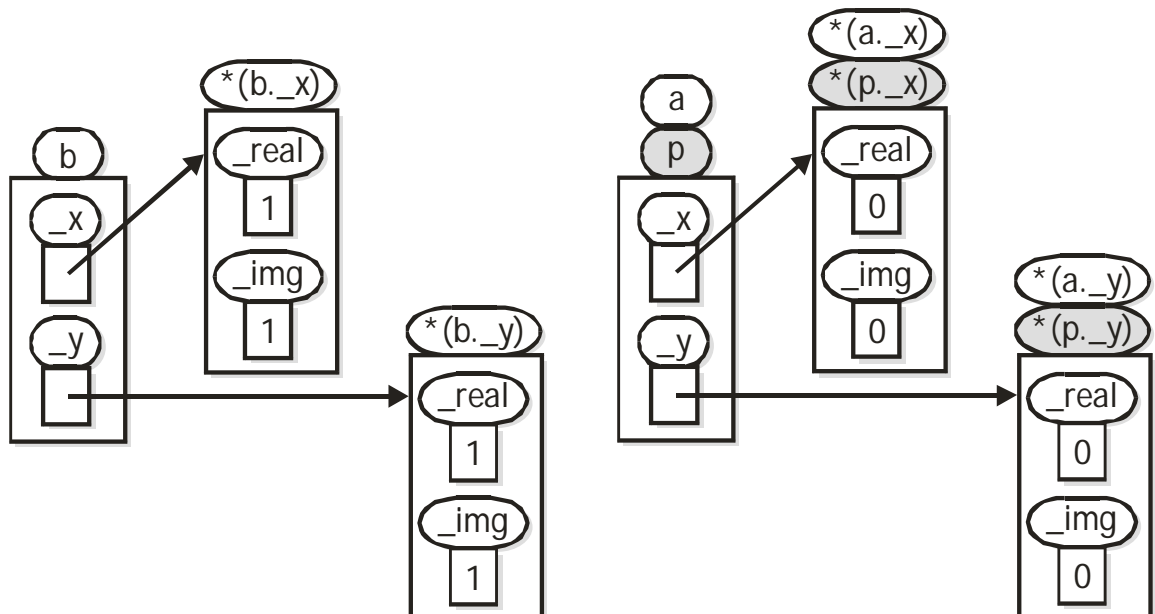 b
_x
_y
*(b._x)
_real
1
_img
1
*(b._y)
_real
1
_img
1
a
p
_x
_y
*(a._x)
*(p._x)
_real
0
_img
0
*(a._y)
*(p._y)
_real
0
_img
0